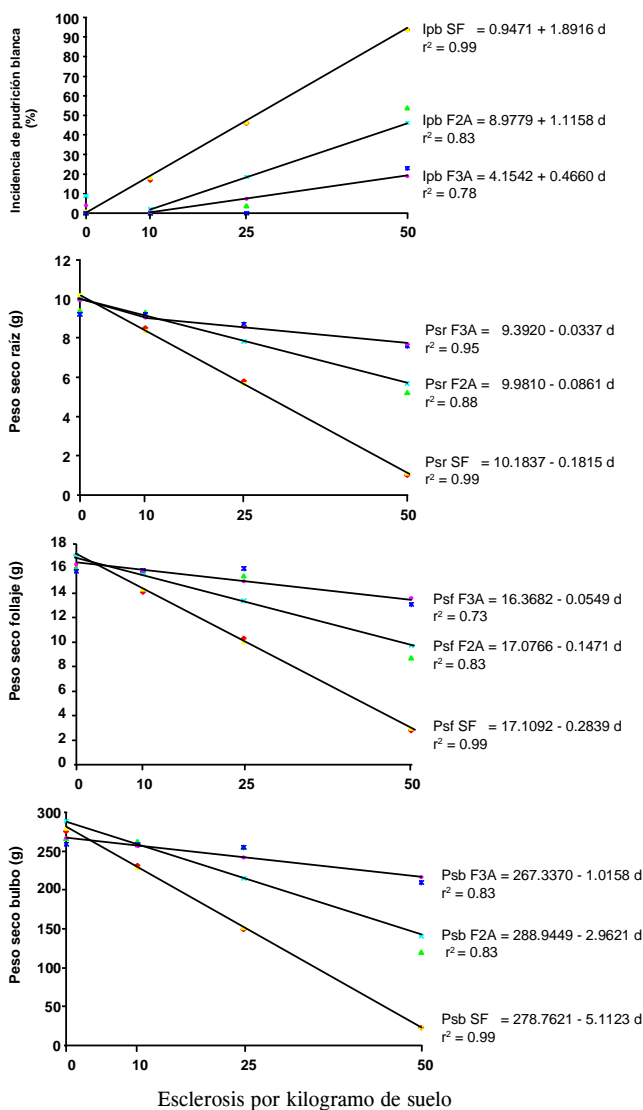 Incidencia de pudrición blanca
(%)
100
90
80
70
60
50
40
30
20
10
0
0 10 25 50
Ipb SF = 0.9471 + 1.8916 d
r² = 0.99
Ipb F2A = 8.9779 + 1.1158 d
r² = 0.83
Ipb F3A = 4.1542 + 0.4660 d
r² = 0.78
Peso seco raíz (g)
12
10
8
6
4
2
0
0 10 25 50
Psr F3A = 9.3920 - 0.0337 d
r² = 0.95
Psr F2A = 9.9810 - 0.0861 d
r² = 0.88
Psr SF = 10.1837 - 0.1815 d
r² = 0.99
Peso seco follaje (g)
18
16
14
12
10
8
6
4
2
0
0 10 25 50
Psf F3A = 16.3682 - 0.0549 d
r² = 0.73
Psf F2A = 17.0766 - 0.1471 d
r² = 0.83
Psf SF = 17.1092 - 0.2839 d
r² = 0.99
Peso seco bulbo (g)
300
250
200
150
100
50
0
0 10 25 50
Psb F3A = 267.3370 - 1.0158 d
r² = 0.83
Psb F2A = 288.9449 - 2.9621 d
r² = 0.83
Psb SF = 278.7621 - 5.1123 d
r² = 0.99
Esclerosis por kilogramo de suelo